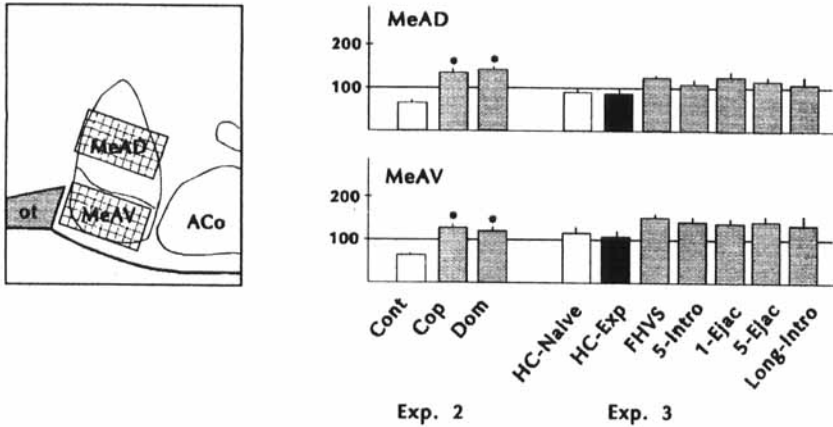 MeAD
MeAV
ot
ACo
MeAD
200
100
MeAV
200
100
Cont
Cop
Dom
HC-Naive
HC-Exp
FHVS
5-Intro
1-Ejac
5-Ejac
Long-Intro
Exp. 2
Exp. 3